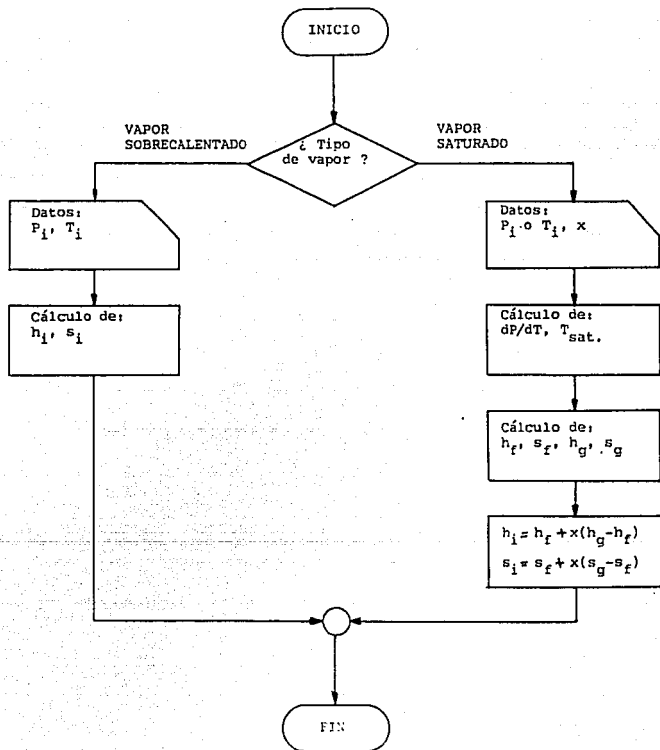 INICIO
¿ Tipo
de vapor ?
VAPOR
SOBRECALENTADO
VAPOR
SATURADO
Datos:
P_i, T_i
Cálculo de:
h_i, s_i
Datos:
P_i o T_i, x
Cálculo de:
dP/dT, T_sat.
Cálculo de:
h_f, s_f, h_g, s_g
h_i = h_f + x(h_g-h_f)
s_i = s_f + x(s_g-s_f)
FIN